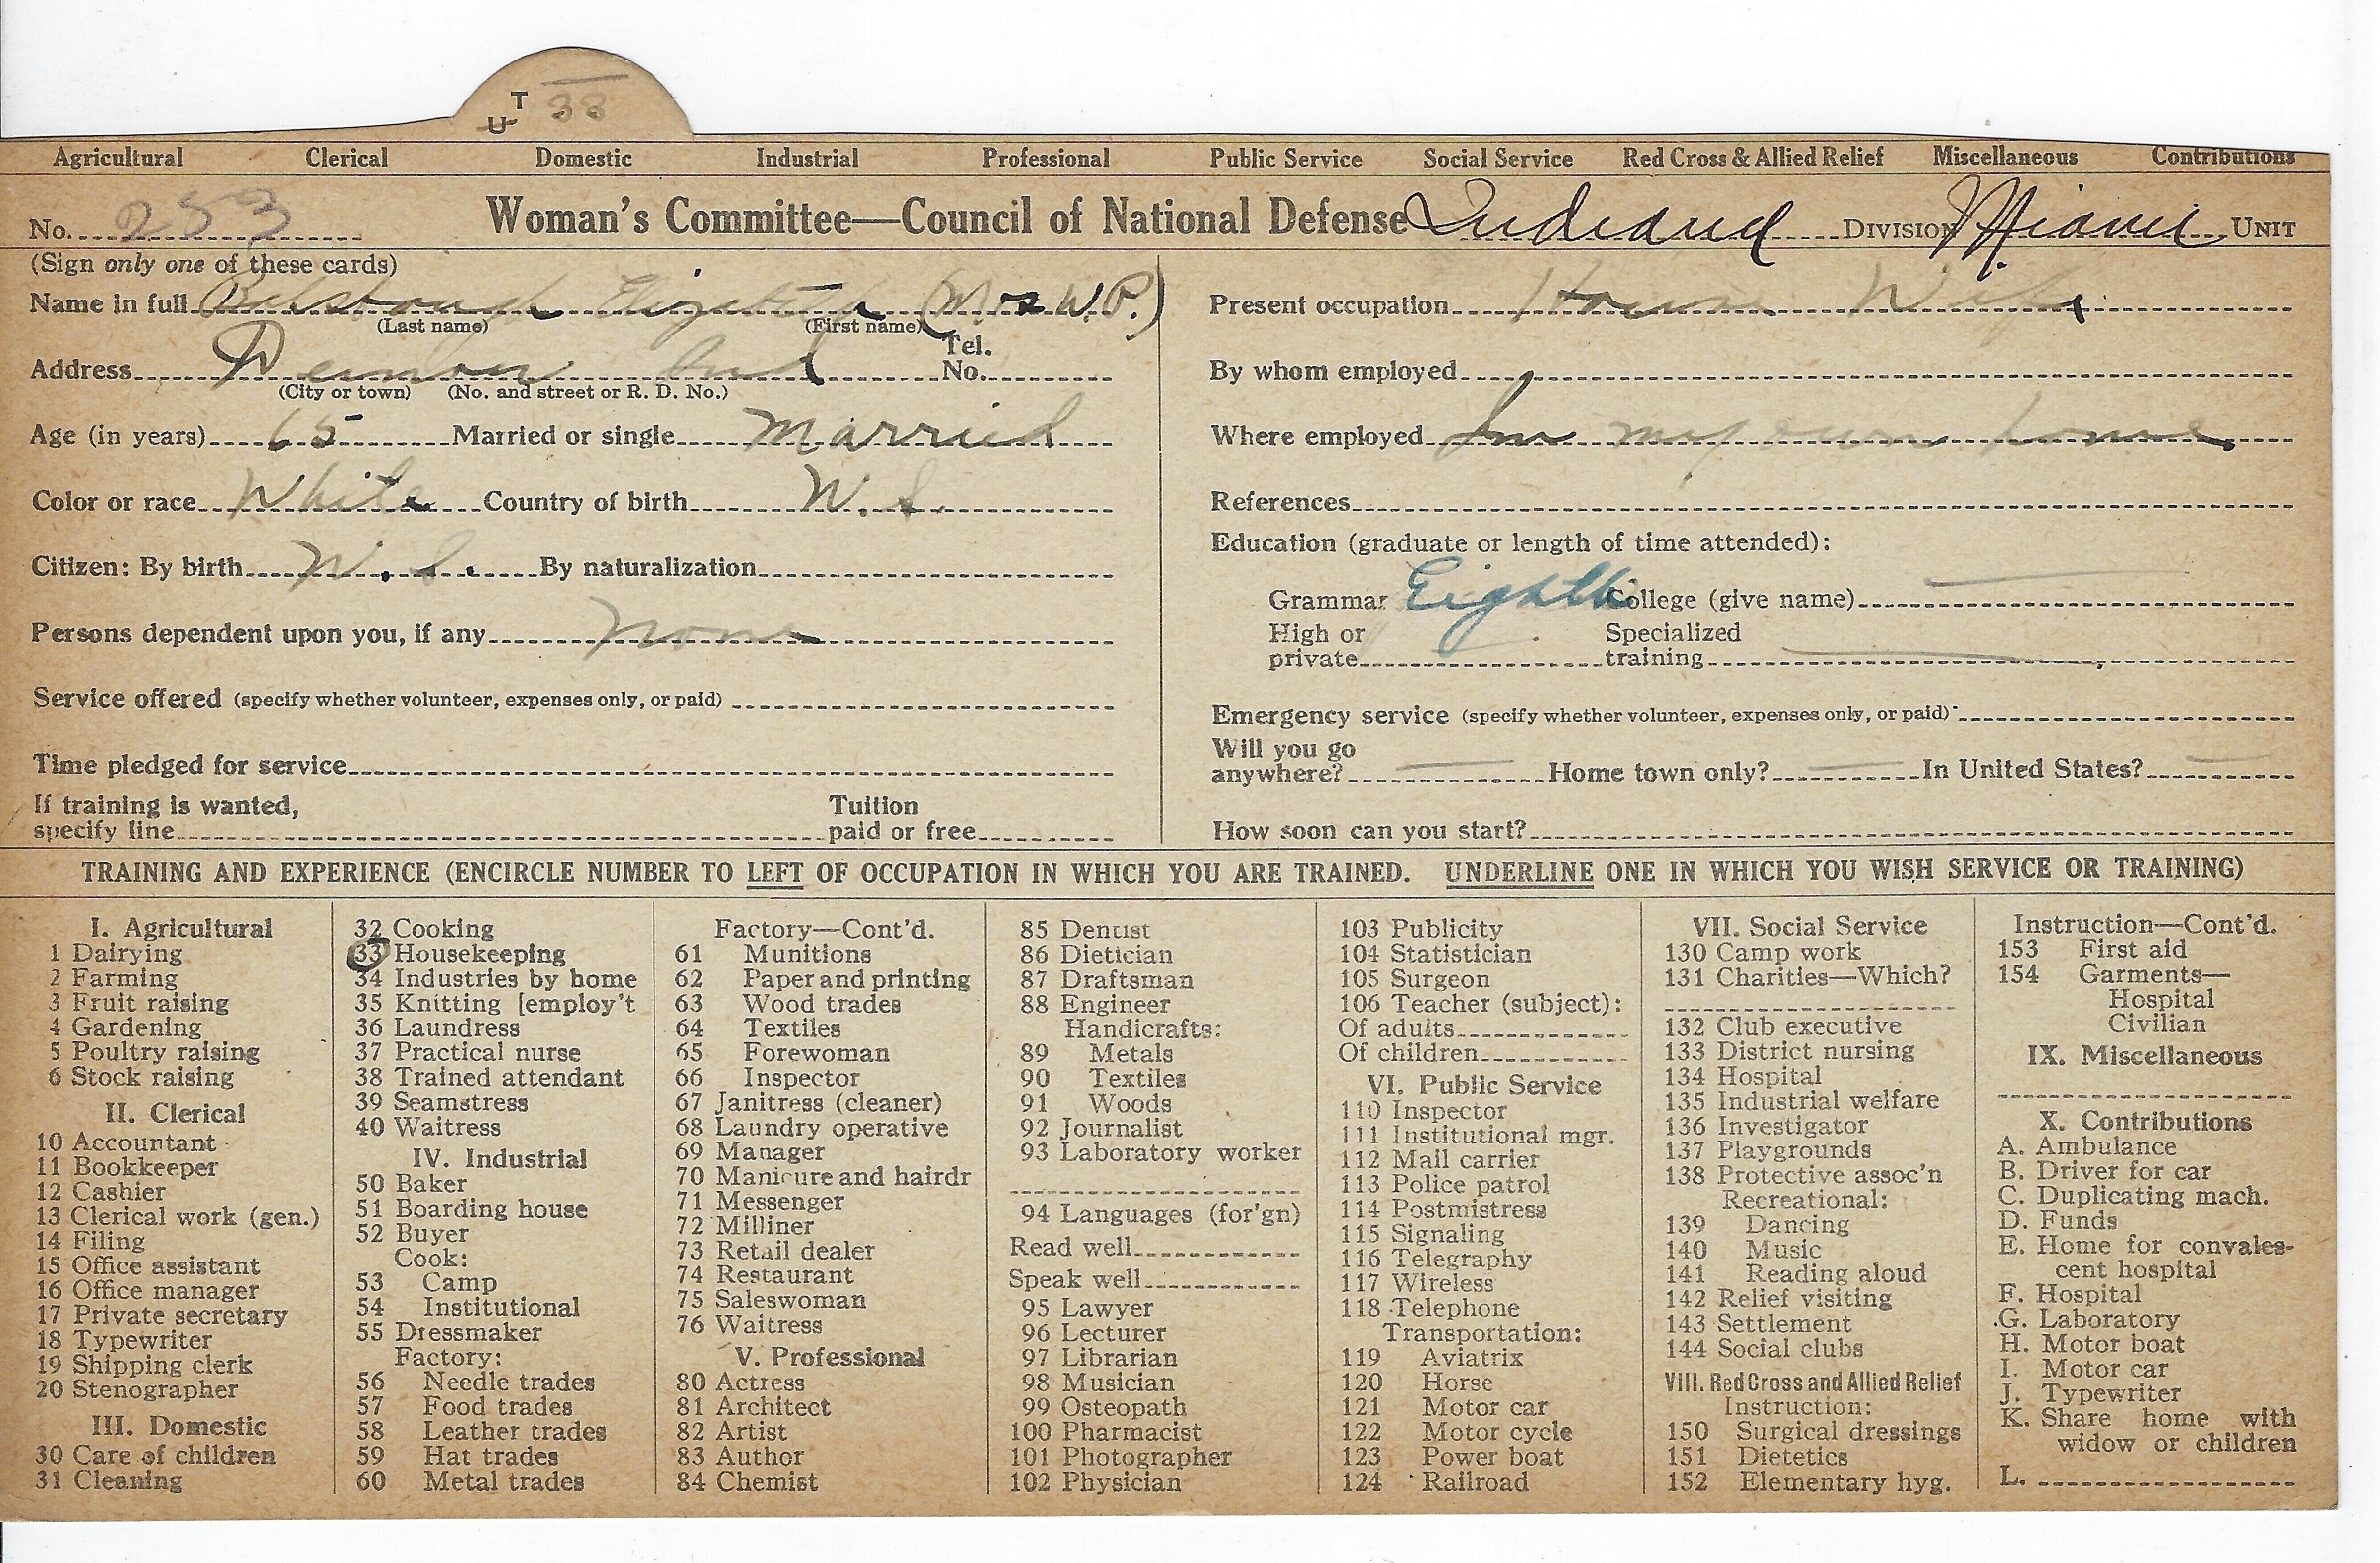 T
U 33
Agricultural Clerical Domestic Industrial Professional Public Service Social Service Red Cross & Allied Relief Miscellaneous Contributions
No. 253 Woman's Committee—Council of National Defense Indiana DIVISION Miami UNIT
(Sign only one of these cards)
Name in full Balsbaugh Elizabeth (Mrs W.P.)
(Last name) (First name)
Address Denver Ind Tel. No.
(City or town) (No. and street or R. D. No.)
Age (in years) 65 Married or single Married
Color or race White Country of birth U.S.
Citizen: By birth U.S. By naturalization
Persons dependent upon you, if any none
Service offered (specify whether volunteer, expenses only, or paid)
Time pledged for service
If training is wanted, specify line Tuition paid or free
Present occupation House Wife
By whom employed
Where employed In my own home
References
Education (graduate or length of time attended):
Grammar Eighth College (give name)
High or private Specialized training
Emergency service (specify whether volunteer, expenses only, or paid)
Will you go anywhere? Home town only? In United States?
How soon can you start?
TRAINING AND EXPERIENCE (ENCIRCLE NUMBER TO LEFT OF OCCUPATION IN WHICH YOU ARE TRAINED. UNDERLINE ONE IN WHICH YOU WISH SERVICE OR TRAINING)
I. Agricultural
1 Dairying
2 Farming
3 Fruit raising
4 Gardening
5 Poultry raising
6 Stock raising
II. Clerical
10 Accountant
11 Bookkeeper
12 Cashier
13 Clerical work (gen.)
14 Filing
15 Office assistant
16 Office manager
17 Private secretary
18 Typewriter
19 Shipping clerk
20 Stenographer
III. Domestic
30 Care of children
31 Cleaning
32 Cooking
33 Housekeeping
34 Industries by home
35 Knitting [employ't
36 Laundress
37 Practical nurse
38 Trained attendant
39 Seamstress
40 Waitress
IV. Industrial
50 Baker
51 Boarding house
52 Buyer
Cook:
53 Camp
54 Institutional
55 Dressmaker
Factory:
56 Needle trades
57 Food trades
58 Leather trades
59 Hat trades
60 Metal trades
Factory—Cont'd.
61 Munitions
62 Paper and printing
63 Wood trades
64 Textiles
65 Forewoman
66 Inspector
67 Janitress (cleaner)
68 Laundry operative
69 Manager
70 Manicure and hairdr
71 Messenger
72 Milliner
73 Retail dealer
74 Restaurant
75 Saleswoman
76 Waitress
V. Professional
80 Actress
81 Architect
82 Artist
83 Author
84 Chemist
85 Dentist
86 Dietician
87 Draftsman
88 Engineer
Handicrafts:
89 Metals
90 Textiles
91 Woods
92 Journalist
93 Laboratory worker
94 Languages (for'gn)
Read well
Speak well
95 Lawyer
96 Lecturer
97 Librarian
98 Musician
99 Osteopath
100 Pharmacist
101 Photographer
102 Physician
103 Publicity
104 Statistician
105 Surgeon
106 Teacher (subject):
Of adults
Of children
VI. Public Service
110 Inspector
111 Institutional mgr.
112 Mail carrier
113 Police patrol
114 Postmistress
115 Signaling
116 Telegraphy
117 Wireless
118 Telephone
Transportation:
119 Aviatrix
120 Horse
121 Motor car
122 Motor cycle
123 Power boat
124 Railroad
VII. Social Service
130 Camp work
131 Charities—Which?
132 Club executive
133 District nursing
134 Hospital
135 Industrial welfare
136 Investigator
137 Playgrounds
138 Protective assoc'n
Recreational:
139 Dancing
140 Music
141 Reading aloud
142 Relief visiting
143 Settlement
144 Social clubs
VIII. Red Cross and Allied Relief
Instruction:
150 Surgical dressings
151 Dietetics
152 Elementary hyg.
Instruction—Cont'd.
153 First aid
154 Garments—
Hospital
Civilian
IX. Miscellaneous
X. Contributions
A. Ambulance
B. Driver for car
C. Duplicating mach.
D. Funds
E. Home for convales-
cent hospital
F. Hospital
G. Laboratory
H. Motor boat
I. Motor car
J. Typewriter
K. Share home with
widow or children
L.